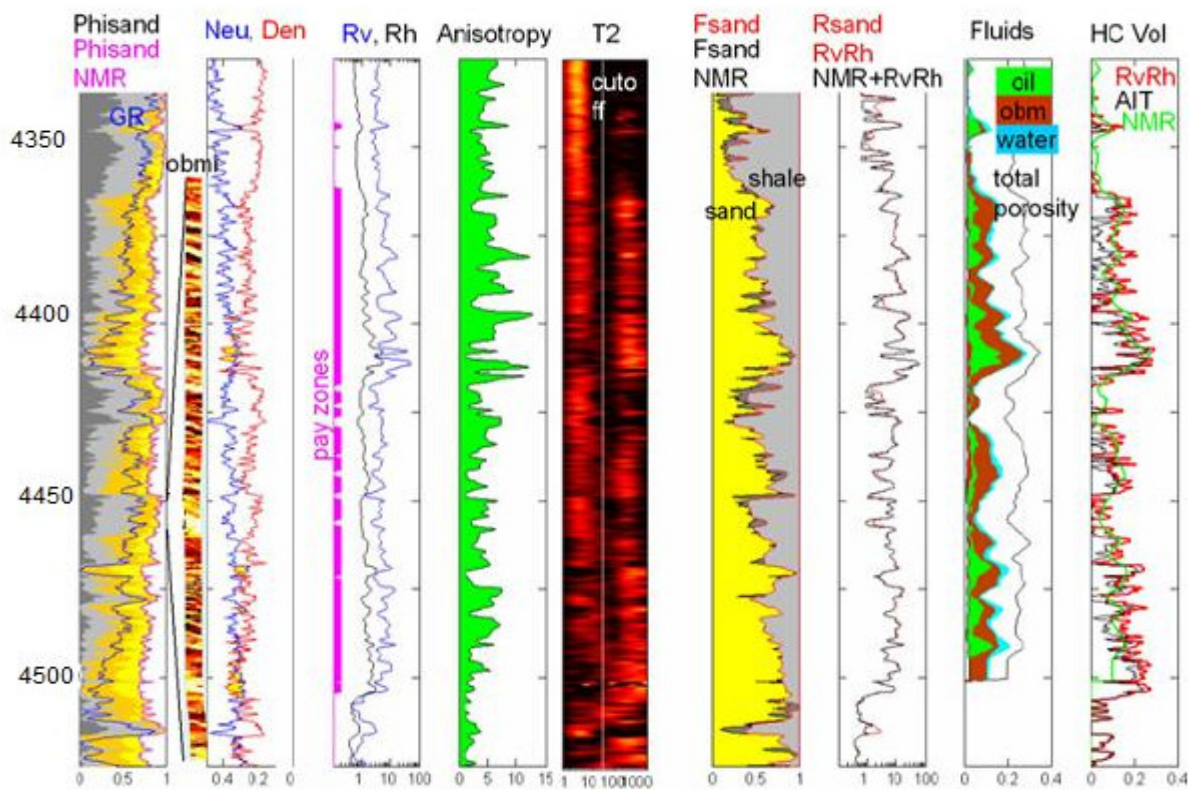 Phisand
Phisand
NMR
Neu, Den
Rv, Rh
Anisotropy
T2
Fsand
Fsand
NMR
Rsand
RvRh
NMR+RvRh
Fluids
HC Vol
GR
obmi
cuto
ff
oil
obm
water
RvRh
AIT
NMR
shale
sand
total
porosity
pay zones
4350
4400
4450
4500
0 0.5 1
0.4 0.2 0
1 10 100
0 5 10 15
1 10 100 1000
0 0.5 1
1 10 100
0 0.2 0.4
0 0.2 0.4